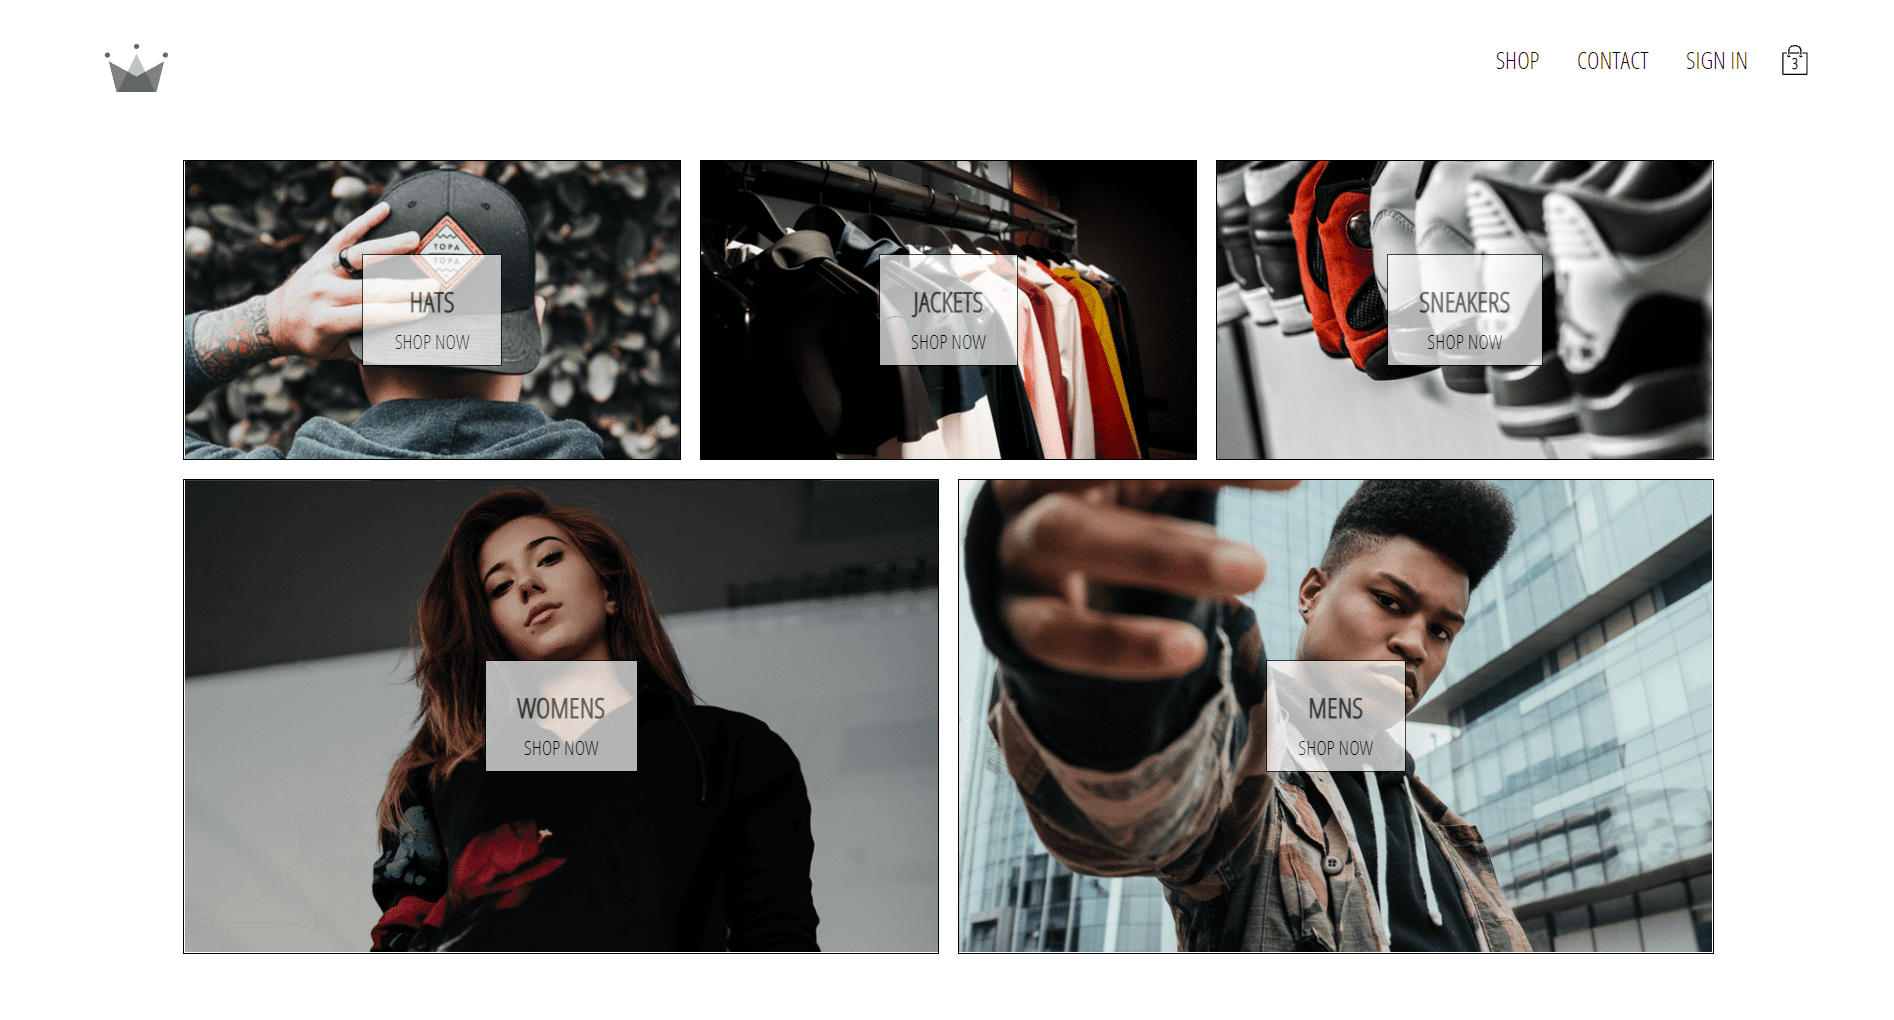 SHOP CONTACT SIGN IN 3
TOPA
TOPA
HATS
SHOP NOW
JACKETS
SHOP NOW
SNEAKERS
SHOP NOW
WOMENS
SHOP NOW
MENS
SHOP NOW